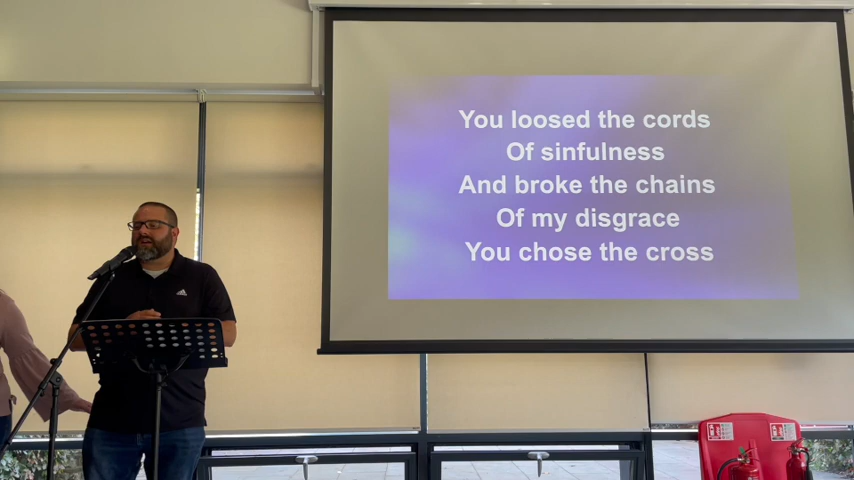 You loosed the cords
Of sinfulness
And broke the chains
Of my disgrace
You chose the cross